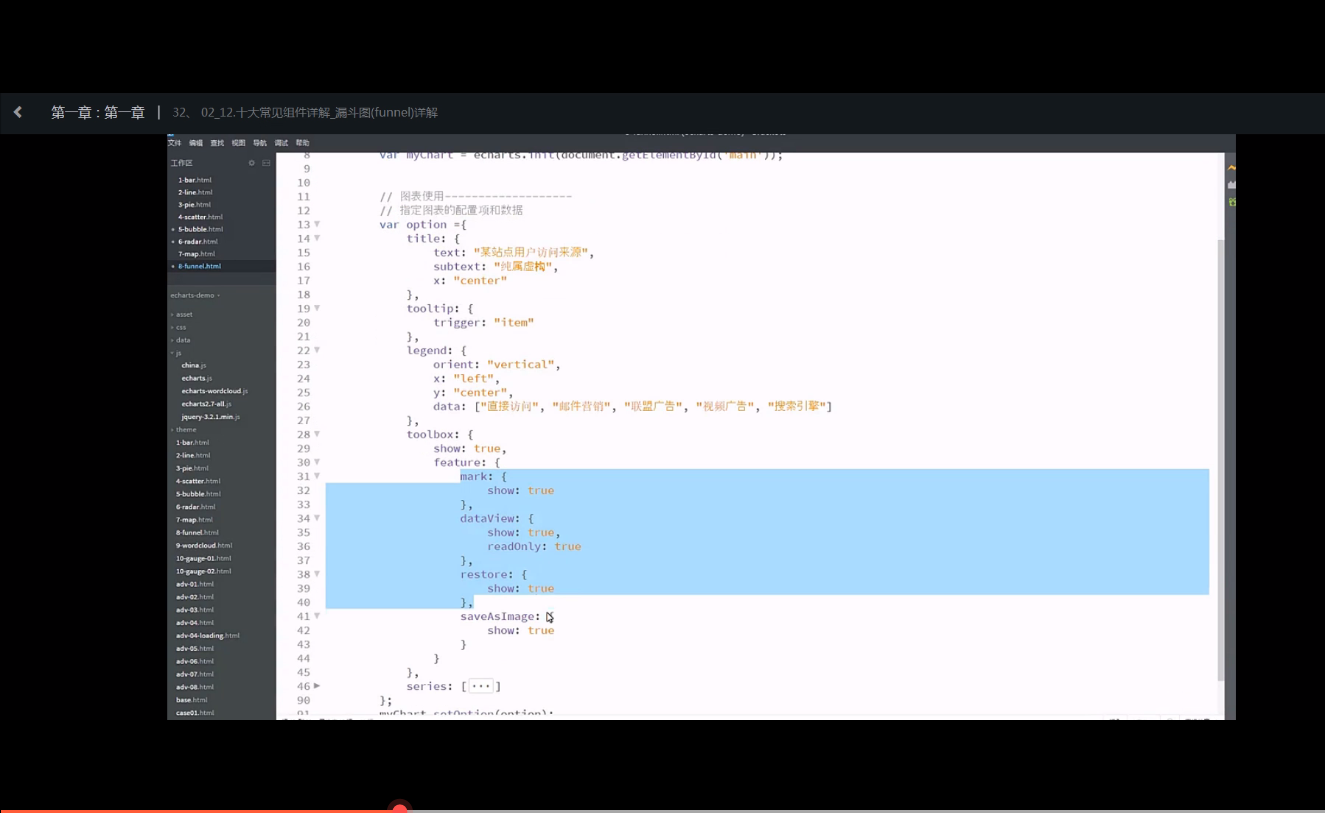 第一章 : 第一章 | 32、 02_12.十大常见组件详解_漏斗图(funnel)详解
文件 编辑 查找 视图 导航 调试 帮助
工作区
1-bar.html
2-line.html
3-pie.html
4-scatter.html
5-bubble.html
6-radar.html
7-map.html
8-funnel.html
echarts-demo
asset
css
data
js
china.js
echarts.js
echarts-wordcloud.js
echarts2.7-all.js
jquery-3.2.1.min.js
theme
1-bar.html
2-line.html
3-pie.html
4-scatter.html
5-bubble.html
6-radar.html
7-map.html
8-funnel.html
9-wordcloud.html
10-gauge-01.html
10-gauge-02.html
adv-01.html
adv-02.html
adv-03.html
adv-04.html
adv-04-loading.html
adv-05.html
adv-06.html
adv-07.html
adv-08.html
base.html
case01.html
8 var myChart = echarts.init(document.getElementById('main'));
9
10
11 // 图表使用-------------------
12 // 指定图表的配置项和数据
13 var option ={
14 title: {
15 text: "某站点用户访问来源",
16 subtext: "纯属虚构",
17 x: "center"
18 },
19 tooltip: {
20 trigger: "item"
21 },
22 legend: {
23 orient: "vertical",
24 x: "left",
25 y: "center",
26 data: ["直接访问", "邮件营销", "联盟广告", "视频广告", "搜索引擎"]
27 },
28 toolbox: {
29 show: true,
30 feature: {
31 mark: {
32 show: true
33 },
34 dataView: {
35 show: true,
36 readOnly: true
37 },
38 restore: {
39 show: true
40 },
41 saveAsImage:
42 show: true
43 }
44 }
45 },
46 series: [...]
90 };
91 myChart.setOption(option);